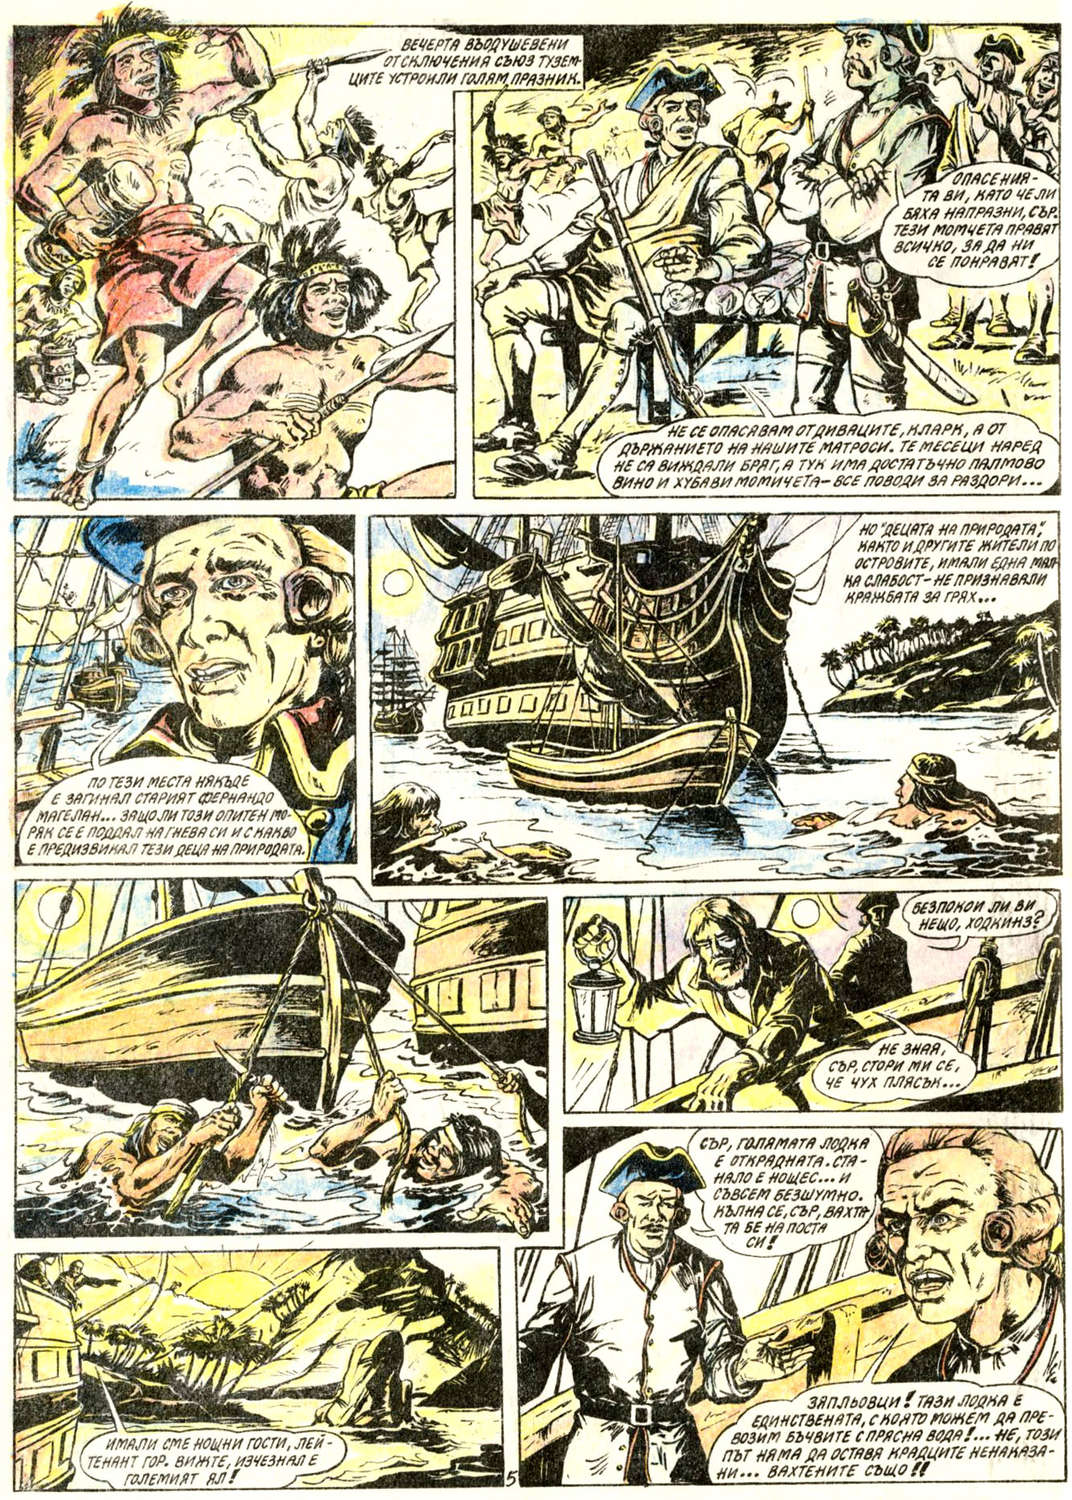 ВЕЧЕРТА ВЪОДУШЕВЕНИ
ОТ СКЛЮЧЕНИЯ СЪЮЗ ТУЗЕМ-
ЦИТЕ УСТРОИЛИ ГОЛЯМ ПРАЗНИК.
ОПАСЕНИЯ-
ТА ВИ, КАТО ЧЕ ЛИ
БЯХА НАПРАЗНИ, СЪР.
ТЕЗИ МОМЧЕТА ПРАВЯТ
ВСИЧКО, ЗА ДА НИ
СЕ ПОНРАВЯТ!
НЕ СЕ ОПАСАВАМ ОТ ДИВАЦИТЕ, КЛАРК, А ОТ
ДЪРЖАНИЕТО НА НАШИТЕ МАТРОСИ. ТЕ МЕСЕЦИ НАРЕД
НЕ СА ВИЖДАЛИ БРЯГ, А ТУК ИМА ДОСТАТЪЧНО ПАЛМОВО
ВИНО И ХУБАВИ МОМИЧЕТА – ВСЕ ПОВОДИ ЗА РАЗДОРИ...
ПО ТЕЗИ МЕСТА НЯКЪДЕ
Е ЗАГИНАЛ СТАРИЯТ ФЕРНАНДО
МАГЕЛАН... ЗАЩО ЛИ ТОЗИ ОПИТЕН МО-
РЯК СЕ Е ПОДДАЛ НА ГНЕВА СИ И С КАКВО
Е ПРЕДИЗВИКАЛ ТЕЗИ ДЕЦА НА ПРИРОДАТА.
НО "ДЕЦАТА НА ПРИРОДАТА",
КАКТО И ДРУГИТЕ ЖИТЕЛИ ПО
ОСТРОВИТЕ, ИМАЛИ ЕДНА МАЛ-
КА СЛАБОСТ – НЕ ПРИЗНАВАЛИ
КРАЖБАТА ЗА ГРЯХ...
БЕЗПОКОИ ЛИ ВИ
НЕЩО, ХОДКИНЗ?
НЕ ЗНАЯ,
СЪР, СТОРИ МИ СЕ,
ЧЕ ЧУХ ПЛЯСЪК...
ИМАЛИ СМЕ НОЩНИ ГОСТИ, ЛЕЙ-
ТЕНАНТ ГОР. ВИЖТЕ, ИЗЧЕЗНАЛ Е
ГОЛЕМИЯТ ЯЛ!
СЪР, ГОЛЯМАТА ЛОДКА
Е ОТКРАДНАТА. СТА-
НАЛО Е НОЩЕС... И
СЪВСЕМ БЕЗШУМНО.
КЪЛНА СЕ, СЪР, ВАХТА-
ТА БЕ НА ПОСТА
СИ!
ЗЯПЛЬОВЦИ! ТАЗИ ЛОДКА Е
ЕДИНСТВЕНАТА, С КОЯТО МОЖЕМ ДА ПРЕ-
ВОЗИМ БЪЧВИТЕ С ПРЯСНА ВОДА!... НЕ, ТОЗИ
ПЪТ НЯМА ДА ОСТАВЯ КРАДЦИТЕ НЕНАКАЗА-
НИ... ВАХТЕНИТЕ СЪЩО!!
5